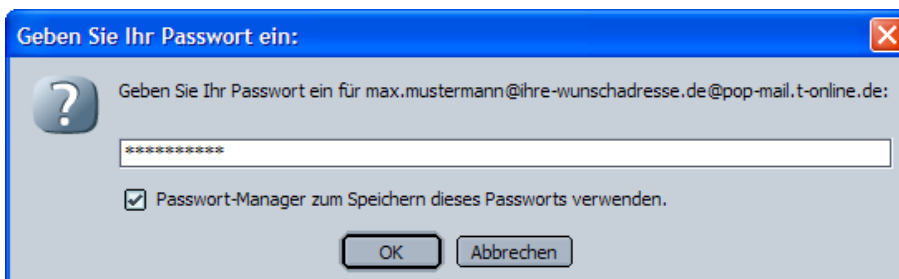 Geben Sie Ihr Passwort ein:
Geben Sie Ihr Passwort ein für max.mustermann@ihre-wunschadresse.de@pop-mail.t-online.de:
**********
Passwort-Manager zum Speichern dieses Passworts verwenden.
OK Abbrechen